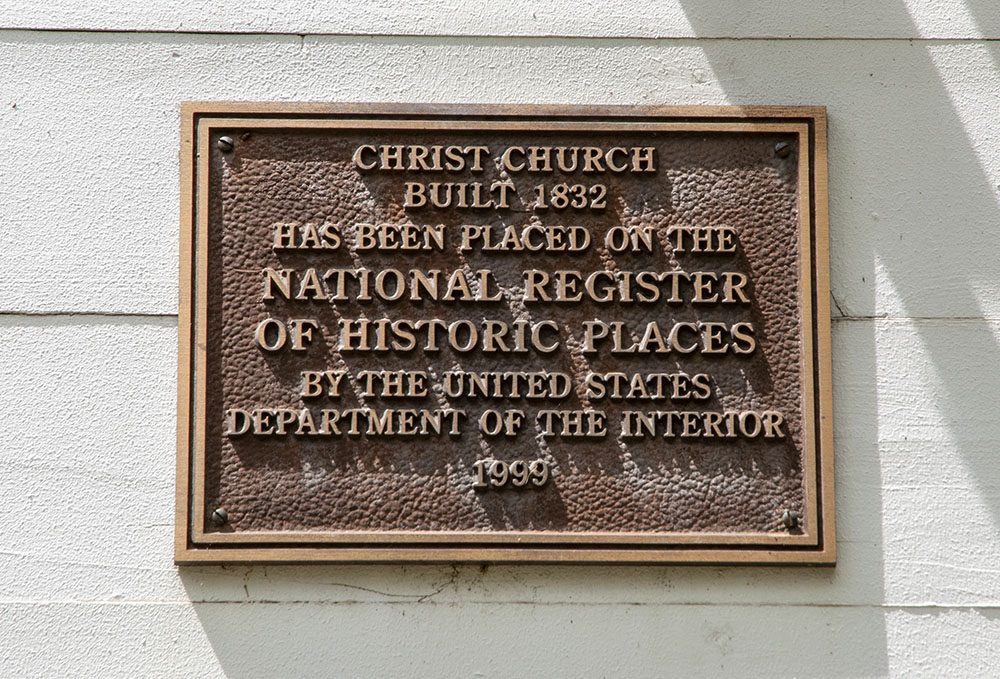 CHRIST CHURCH
BUILT 1832
HAS BEEN PLACED ON THE
NATIONAL REGISTER
OF HISTORIC PLACES
BY THE UNITED STATES
DEPARTMENT OF THE INTERIOR
1999